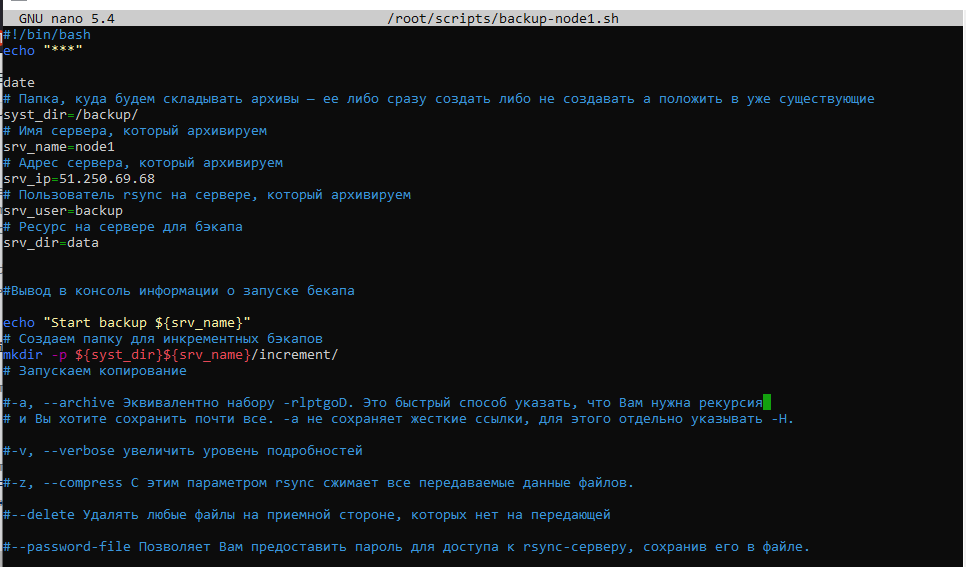 GNU nano 5.4 /root/scripts/backup-node1.sh
#!/bin/bash
echo "***"
date
# Папка, куда будем складывать архивы — ее либо сразу создать либо не создавать а положить в уже существующие
syst_dir=/backup/
# Имя сервера, который архивируем
srv_name=node1
# Адрес сервера, который архивируем
srv_ip=51.250.69.68
# Пользователь rsync на сервере, который архивируем
srv_user=backup
# Ресурс на сервере для бэкапа
srv_dir=data
#Вывод в консоль информации о запуске бекапа
echo "Start backup ${srv_name}"
# Создаем папку для инкрементных бэкапов
mkdir -p ${syst_dir}${srv_name}/increment/
# Запускаем копирование
#-a, --archive Эквивалентно набору -rlptgoD. Это быстрый способ указать, что Вам нужна рекурсия
# и Вы хотите сохранить почти все. -a не сохраняет жесткие ссылки, для этого отдельно указывать -H.
#-v, --verbose увеличить уровень подробностей
#-z, --compress С этим параметром rsync сжимает все передаваемые данные файлов.
#--delete Удалять любые файлы на приемной стороне, которых нет на передающей
#--password-file Позволяет Вам предоставить пароль для доступа к rsync-серверу, сохранив его в файле.